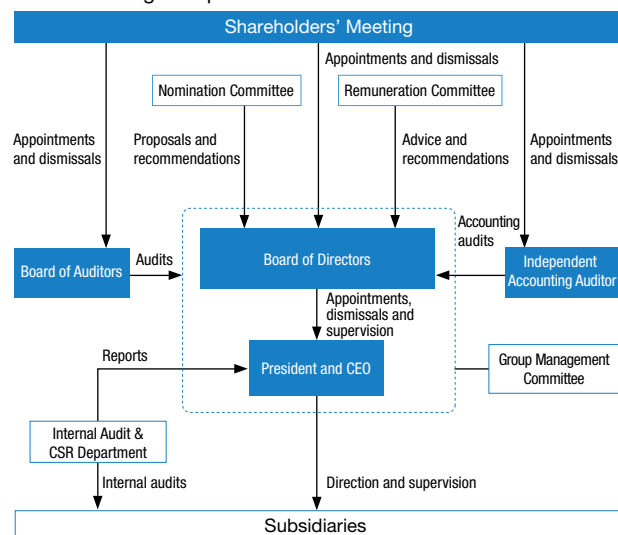 Shareholders' Meeting
Appointments and dismissals
Nomination Committee
Remuneration Committee
Appointments
and dismissals
Proposals and
recommendations
Advice and
recommendations
Appointments
and dismissals
Accounting
audits
Board of Auditors
Audits
Board of Directors
Independent
Accounting Auditor
Appointments,
dismissals and
supervision
Reports
President and CEO
Group Management
Committee
Internal Audit &
CSR Department
Internal audits
Direction and supervision
Subsidiaries